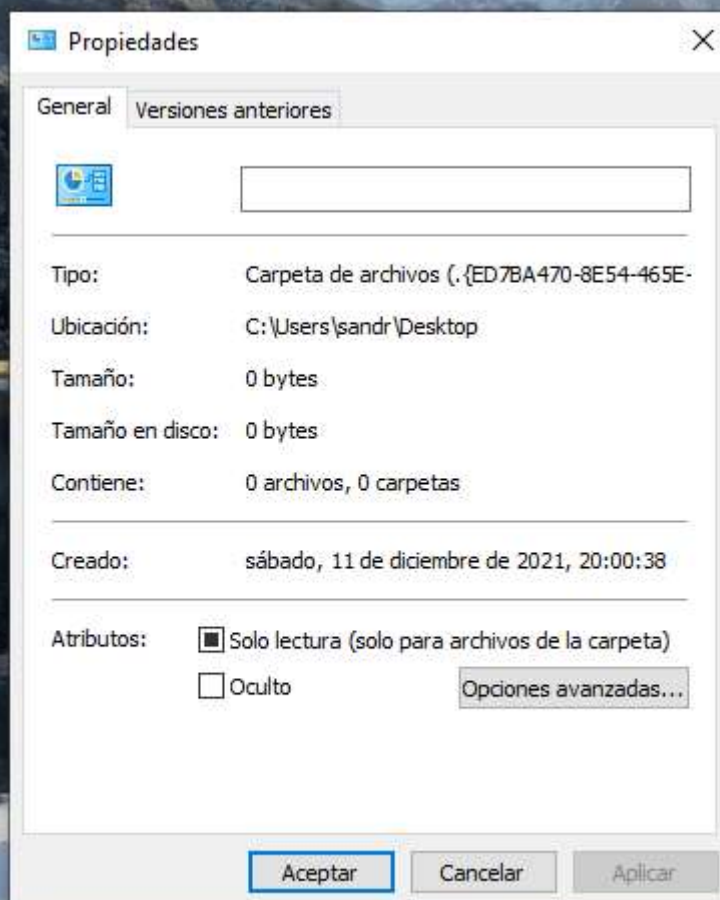 Propiedades
General Versiones anteriores
Tipo: Carpeta de archivos (.{ED7BA470-8E54-465E-
Ubicación: C:\Users\sandr\Desktop
Tamaño: 0 bytes
Tamaño en disco: 0 bytes
Contiene: 0 archivos, 0 carpetas
Creado: sábado, 11 de diciembre de 2021, 20:00:38
Atributos: Solo lectura (solo para archivos de la carpeta)
Oculto Opciones avanzadas...
Aceptar Cancelar Aplicar